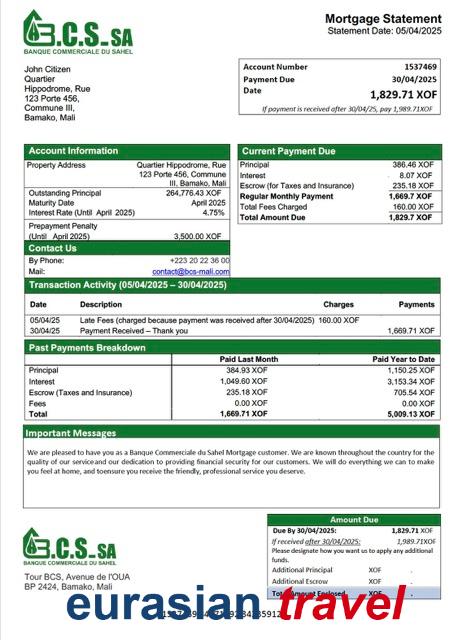 B.C.S. SA
BANQUE COMMERCIALE DU SAHEL
Mortgage Statement
Statement Date: 05/04/2025
John Citizen
Quartier
Hippodrome, Rue
123 Porte 456,
Commune III,
Bamako, Mali
Account Number 1537469
Payment Due Date 30/04/2025
1,829.71 XOF
If payment is received after 30/04/25, pay 1,989.71XOF
Account Information
Property Address Quartier Hippodrome, Rue
123 Porte 456, Commune
III, Bamako, Mali
Outstanding Principal 264,776.43 XOF
Maturity Date April 2025
Interest Rate (Until April 2025) 4.75%
Prepayment Penalty
(Until April 2025) 3,500.00 XOF
Contact Us
By Phone: +223 20 22 36 00
Mail: contact@bcs-mali.com
Current Payment Due
Principal 386.46 XOF
Interest 8.07 XOF
Escrow (for Taxes and Insurance) 235.18 XOF
Regular Monthly Payment 1,669.7 XOF
Total Fees Charged 160.00 XOF
Total Amount Due 1,829.7 XOF
Transaction Activity (05/04/2025 – 30/04/2025)
Date Description Charges Payments
05/04/25 Late Fees (charged because payment was received after 30/04/2025) 160.00 XOF
30/04/25 Payment Received – Thank you 1,669.71 XOF
Past Payments Breakdown
Paid Last Month Paid Year to Date
Principal 384.93 XOF 1,150.25 XOF
Interest 1,049.60 XOF 3,153.34 XOF
Escrow (Taxes and Insurance) 235.18 XOF 705.54 XOF
Fees 0.00 XOF 0.00 XOF
Total 1,669.71 XOF 5,009.13 XOF
Important Messages
We are pleased to have you as a Banque Commerciale du Sahel Mortgage customer. We are known throughout the country for the
quality of our serviceand our dedication to providing financial security for our customers. We will do everything we can to make
you feel at home, and toensure you receive the friendly, professional service you deserve.
B.C.S. SA
BANQUE COMMERCIALE DU SAHEL
Tour BCS, Avenue de l'OUA
BP 2424, Bamako, Mali
Amount Due
Due By 30/04/2025: 1,829.71 XOF
If received after 30/04/2025: 1,989.71XOF
Please designate how you want us to apply any additional
funds.
Additional Principal XOF .
Additional Escrow XOF .
Total Amount Enclosed XOF .
eurasian travel